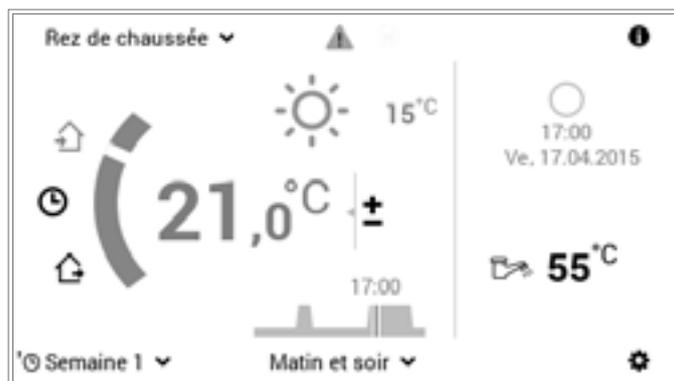 Rez de chaussée
15°C
17:00
Ve, 17.04.2015
21,0°C
±
55°C
17:00
Semaine 1
Matin et soir